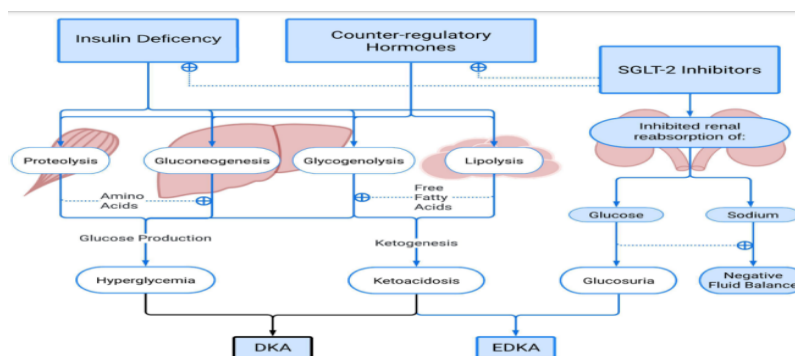 Insulin Deficency
Counter-regulatory
Hormones
SGLT-2 Inhibitors
Inhibited renal
reabsorption of:
Proteolysis
Gluconeogenesis
Glycogenolysis
Lipolysis
Amino
Acids
Free
Fatty
Acids
Glucose
Sodium
Glucose Production
Ketogenesis
Hyperglycemia
Ketoacidosis
Glucosuria
Negative
Fluid Balance
DKA
EDKA